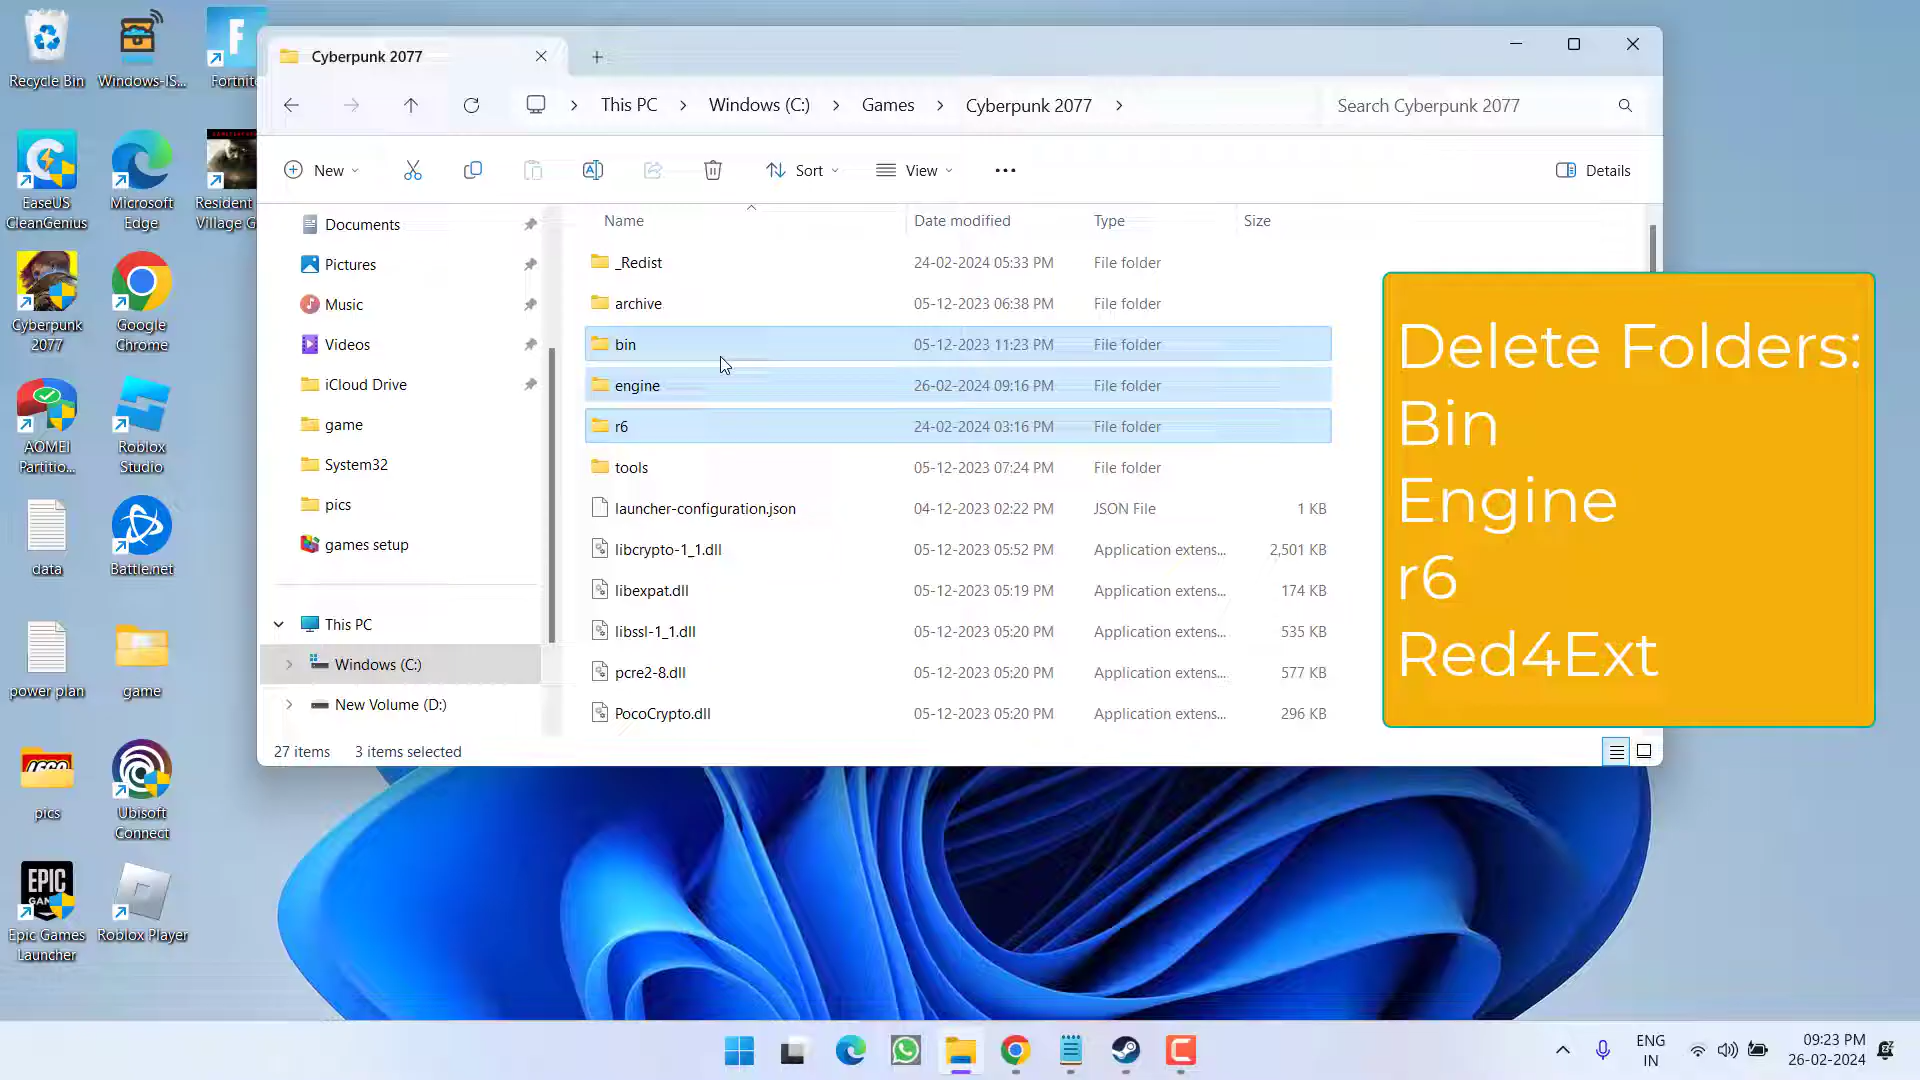 Recycle Bin
Windows-IS...
Fortnite
EaseUS
CleanGenius
Microsoft
Edge
Resident
Village G
Cyberpunk
2077
Google
Chrome
AOMEI
Partitio...
Roblox
Studio
data
Battle.net
power plan
game
LEGO
pics
Ubisoft
Connect
EPIC
Epic Games
Launcher
Roblox Player
Cyberpunk 2077
This PC > Windows (C:) > Games > Cyberpunk 2077 >
Search Cyberpunk 2077
New
Sort
View
Details
Documents
Pictures
Music
Videos
iCloud Drive
game
System32
pics
games setup
This PC
Windows (C:)
New Volume (D:)
Name Date modified Type Size
_Redist 24-02-2024 05:33 PM File folder
archive 05-12-2023 06:38 PM File folder
bin 05-12-2023 11:23 PM File folder
engine 26-02-2024 09:16 PM File folder
r6 24-02-2024 03:16 PM File folder
tools 05-12-2023 07:24 PM File folder
launcher-configuration.json 04-12-2023 02:22 PM JSON File 1 KB
libcrypto-1_1.dll 05-12-2023 05:52 PM Application extens... 2,501 KB
libexpat.dll 05-12-2023 05:19 PM Application extens... 174 KB
libssl-1_1.dll 05-12-2023 05:20 PM Application extens... 535 KB
pcre2-8.dll 05-12-2023 05:20 PM Application extens... 577 KB
PocoCrypto.dll 05-12-2023 05:20 PM Application extens... 296 KB
27 items 3 items selected
Delete Folders:
Bin
Engine
r6
Red4Ext
ENG
IN
09:23 PM
26-02-2024